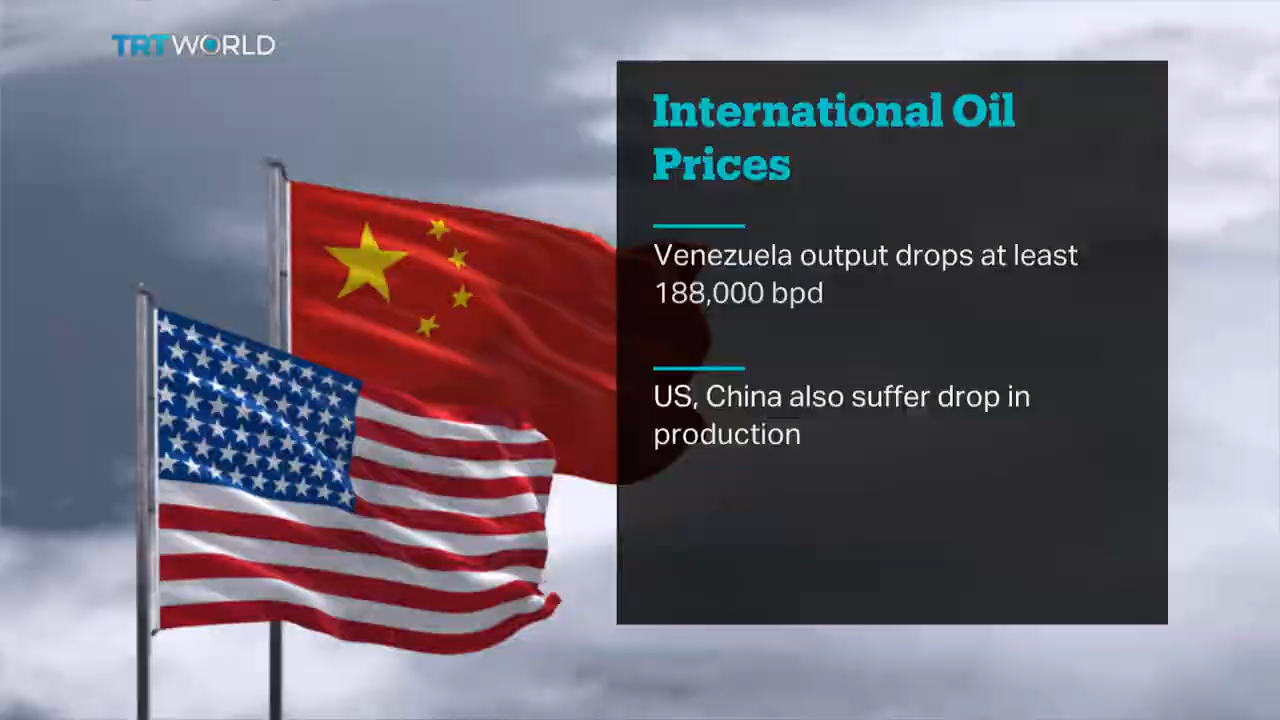 TRT WORLD
International Oil
Prices
Venezuela output drops at least
188,000 bpd
US, China also suffer drop in
production